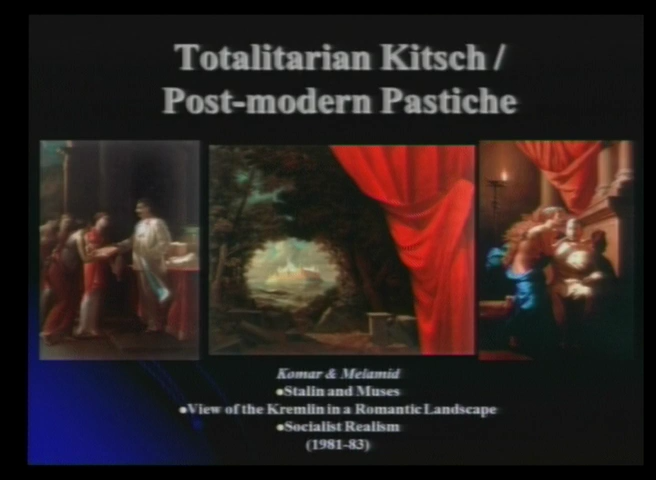 Totalitarian Kitsch /
Post-modern Pastiche
Komar & Melamid
•Stalin and Muses
•View of the Kremlin in a Romantic Landscape
•Socialist Realism
(1981-83)